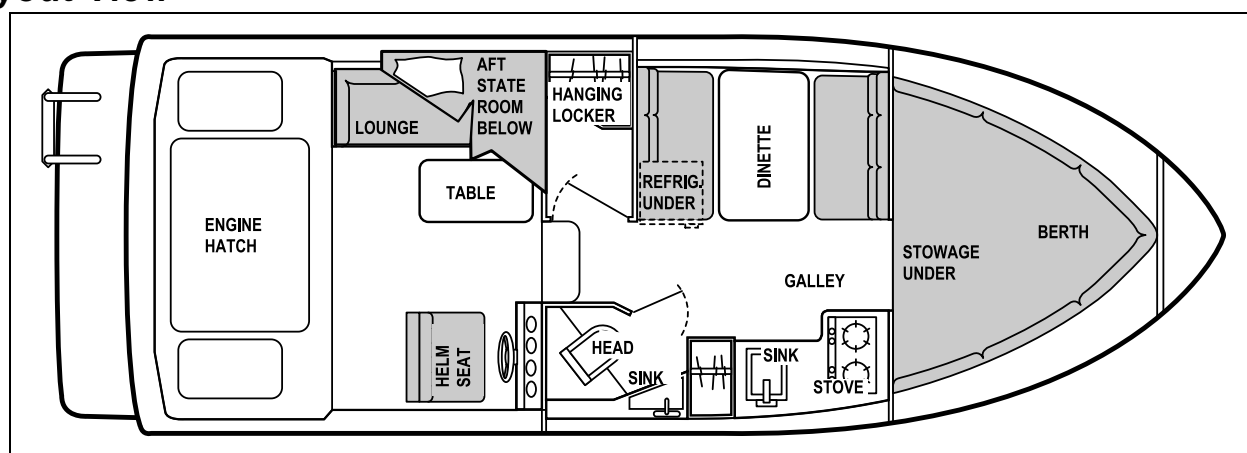 LOUNGE
AFT
STATE
ROOM
BELOW
HANGING
LOCKER
TABLE
REFRIG.
UNDER
DINETTE
ENGINE
HATCH
STOWAGE
UNDER
BERTH
GALLEY
HELM
SEAT
HEAD
SINK
SINK
STOVE